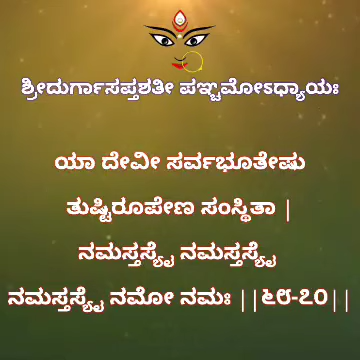 ಶ್ರೀದುರ್ಗಾಸಪ್ತಶತೀ ಪಞ್ಚಮೋಽಧ್ಯಾಯಃ
ಯಾ ದೇವೀ ಸರ್ವಭೂತೇಷು
ತುಷ್ಟಿರೂಪೇಣ ಸಂಸ್ಥಿತಾ |
ನಮಸ್ತಸ್ಯೈ ನಮಸ್ತಸ್ಯೈ
ನಮಸ್ತಸ್ಯೈ ನಮೋ ನಮಃ ||೬೮-೭೦||